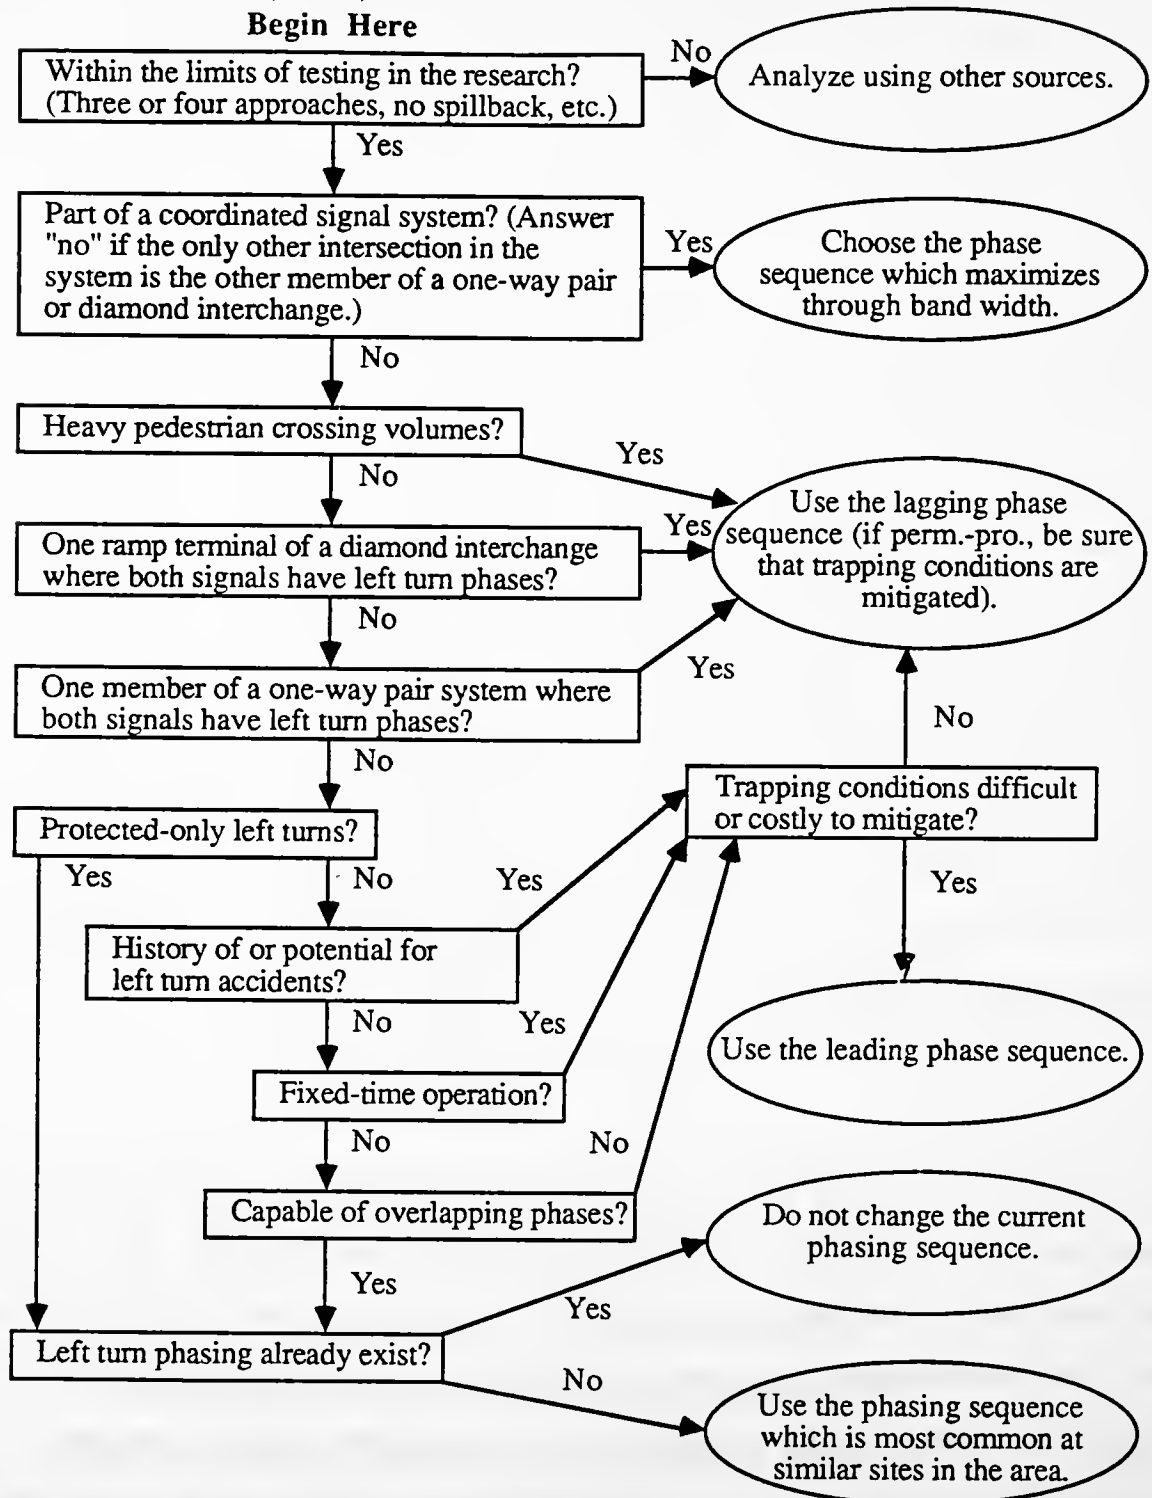 Begin Here
Within the limits of testing in the research?
(Three or four approaches, no spillback, etc.)
No
Analyze using other sources.
Yes
Part of a coordinated signal system? (Answer
"no" if the only other intersection in the
system is the other member of a one-way pair
or diamond interchange.)
Yes
Choose the phase
sequence which maximizes
through band width.
No
Heavy pedestrian crossing volumes?
Yes
No
Use the lagging phase
sequence (if perm.-pro., be sure
that trapping conditions are
mitigated).
One ramp terminal of a diamond interchange
where both signals have left turn phases?
Yes
No
One member of a one-way pair system where
both signals have left turn phases?
Yes
No
No
Trapping conditions difficult
or costly to mitigate?
Protected-only left turns?
Yes
No
Yes
Yes
History of or potential for
left turn accidents?
No
Yes
Use the leading phase sequence.
Fixed-time operation?
No
No
Capable of overlapping phases?
Do not change the current
phasing sequence.
Yes
Yes
Left turn phasing already exist?
No
Use the phasing sequence
which is most common at
similar sites in the area.